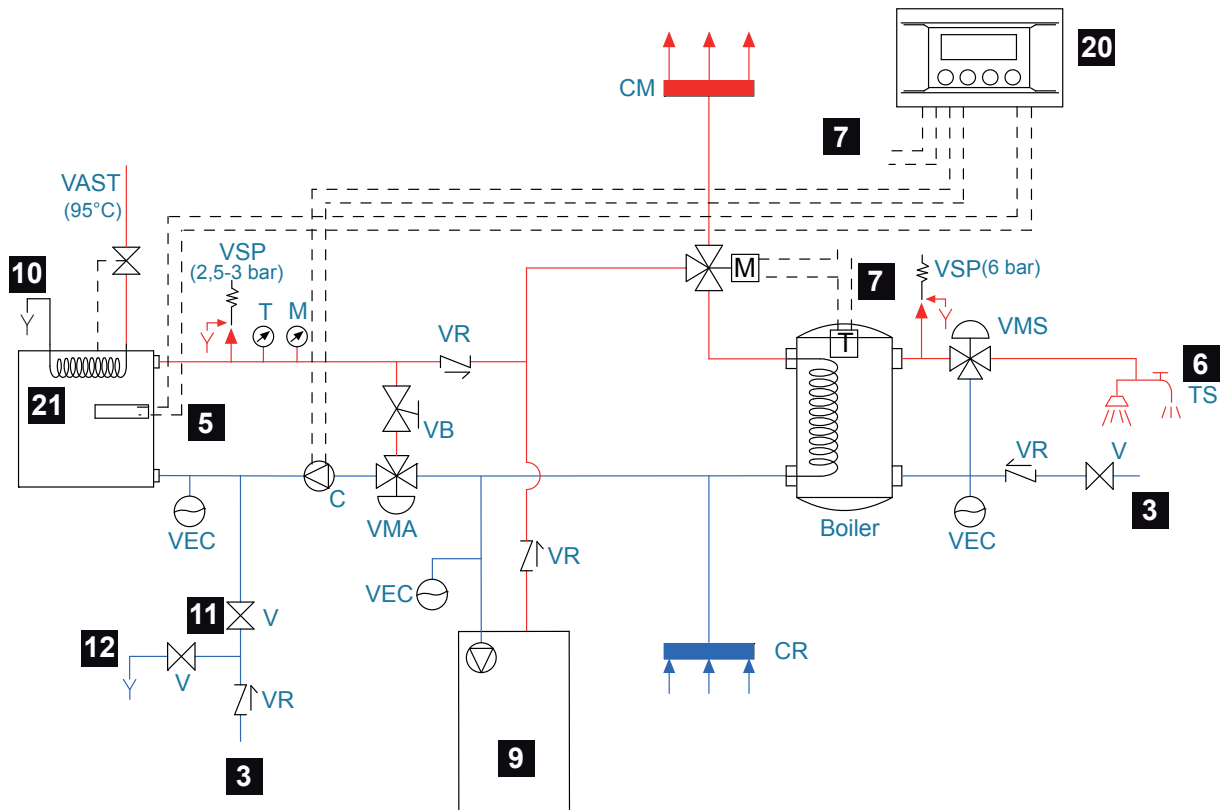 20
CM
7
VAST
(95°C)
VSP
(2,5-3 bar)
10
T
M
VR
M
7
VSP(6 bar)
VMS
T
6
TS
21
5
VB
VR
V
3
C
VMA
VEC
Boiler
VEC
VR
VEC
11
V
12
V
VR
CR
3
9